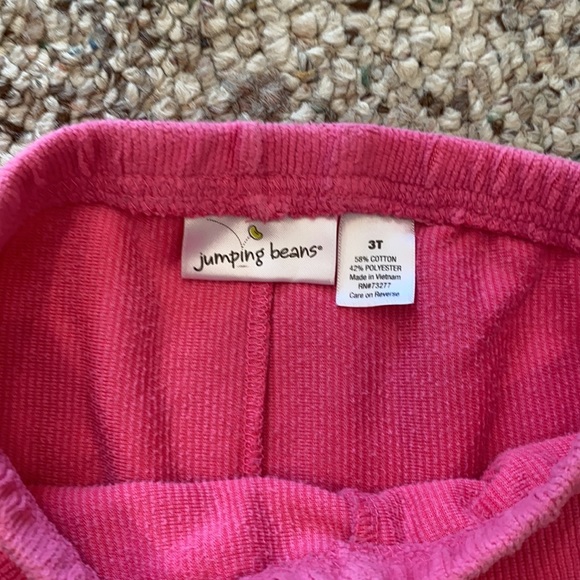 jumping beans®
3T
58% COTTON
42% POLYESTER
Made in Vietnam
RN#73277
Care on Reverse